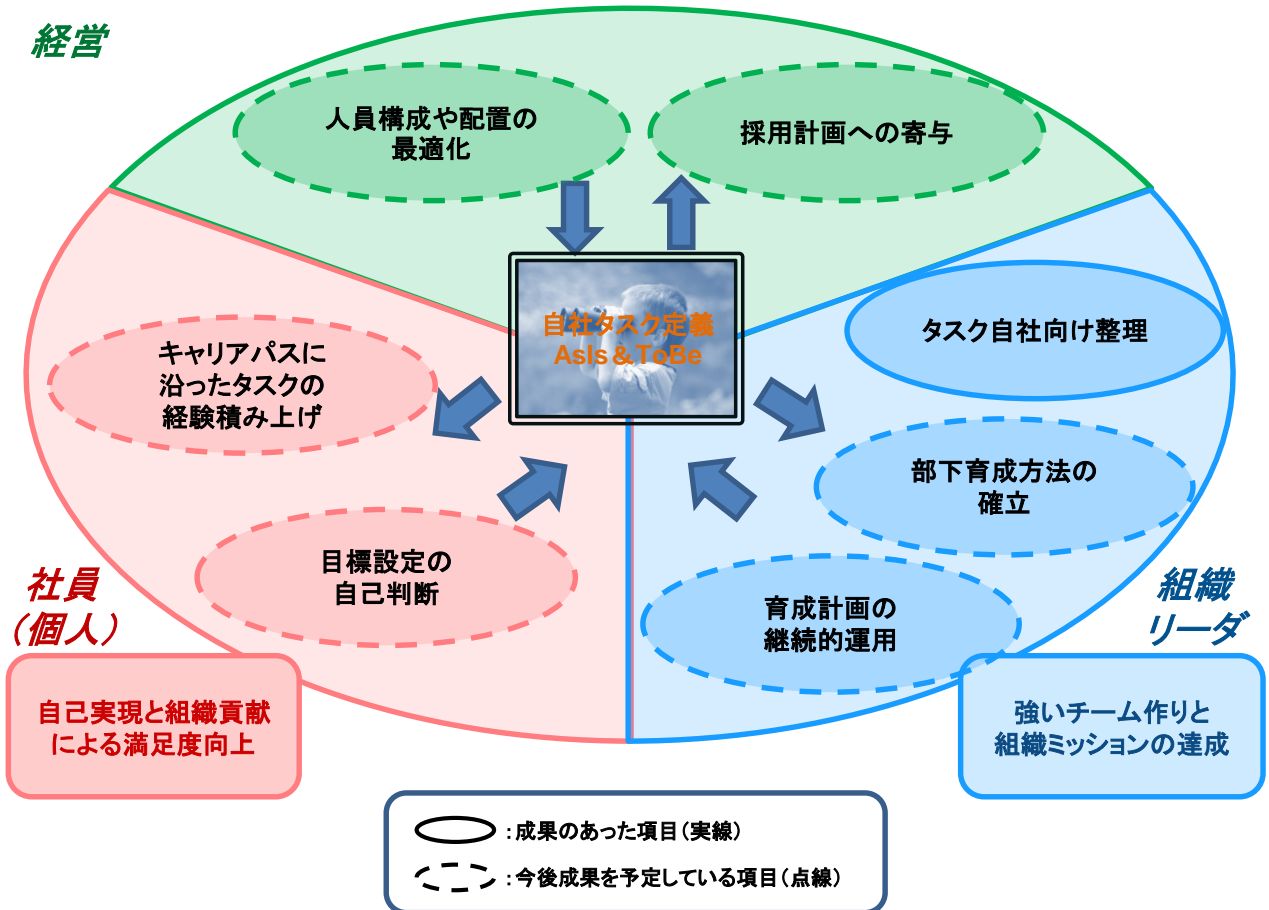 経営
人員構成や配置の
最適化
採用計画への寄与
自社タスク定義
AsIs＆ToBe
タスク自社向け整理
キャリアパスに
沿ったタスクの
経験積み上げ
部下育成方法の
確立
目標設定の
自己判断
育成計画の
継続的運用
社員
（個人）
組織
リーダ
自己実現と組織貢献
による満足度向上
強いチーム作りと
組織ミッションの達成
：成果のあった項目（実線）
：今後成果を予定している項目（点線）